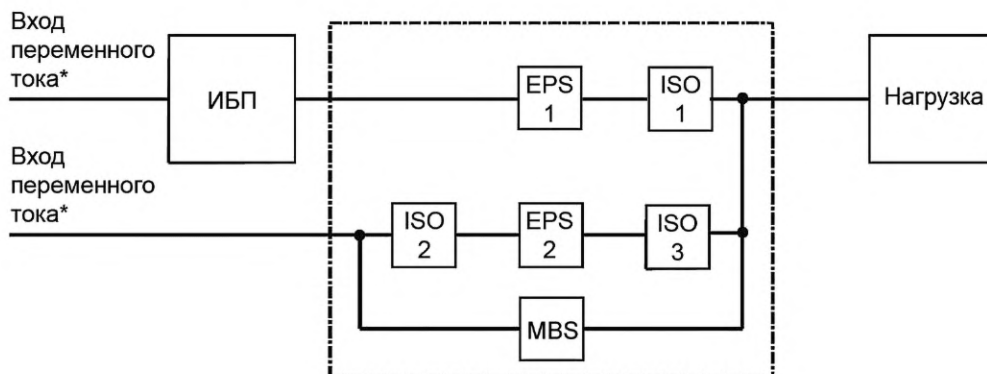 Вход
переменного
тока*
ИБП
EPS
1
ISO
1
Нагрузка
Вход
переменного
тока*
ISO
2
EPS
2
ISO
3
MBS